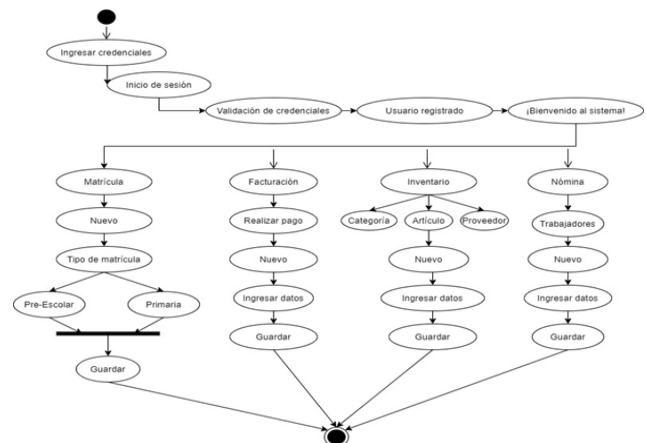 Ingresar credenciales
Inicio de sesión
Validación de credenciales
Usuario registrado
¡Bienvenido al sistema!
Matrícula
Facturación
Inventario
Nómina
Nuevo
Realizar pago
Categoría
Artículo
Proveedor
Trabajadores
Tipo de matrícula
Nuevo
Nuevo
Nuevo
Pre-Escolar
Primaria
Ingresar datos
Ingresar datos
Ingresar datos
Guardar
Guardar
Guardar
Guardar